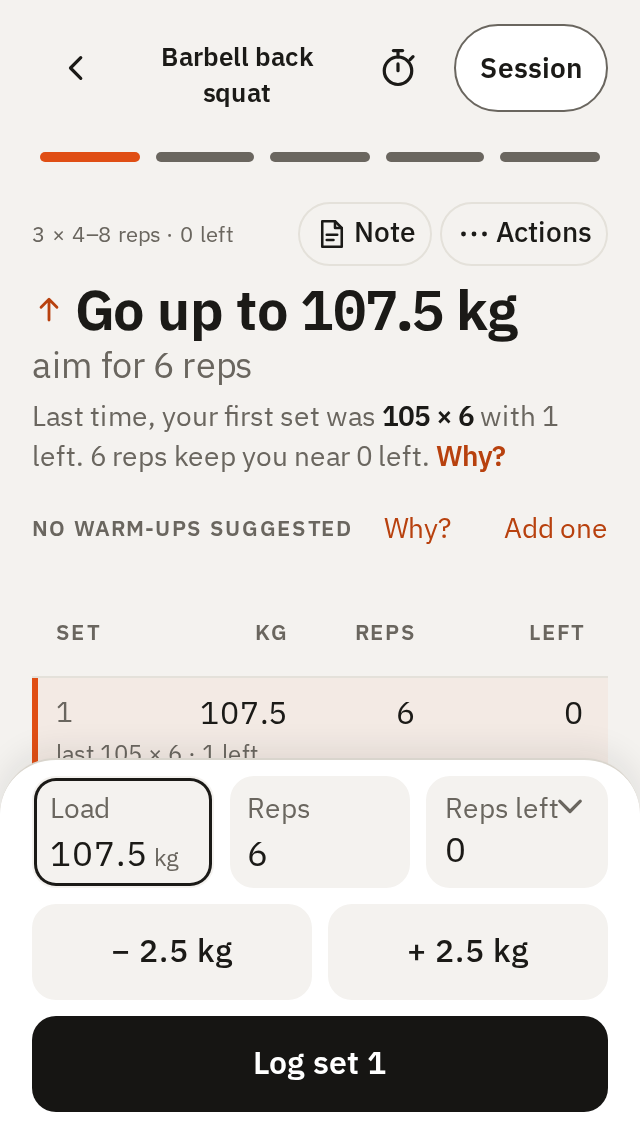 Barbell back
squat
Session
3 × 4–8 reps · 0 left
Note
··· Actions
↑ Go up to 107.5 kg
aim for 6 reps
Last time, your first set was 105 × 6 with 1
left. 6 reps keep you near 0 left. Why?
NO WARM-UPS SUGGESTED Why? Add one
SET KG REPS LEFT
1 107.5 6 0
last 105 × 6 · 1 left
Load Reps Reps left
107.5 kg 6 0
− 2.5 kg + 2.5 kg
Log set 1